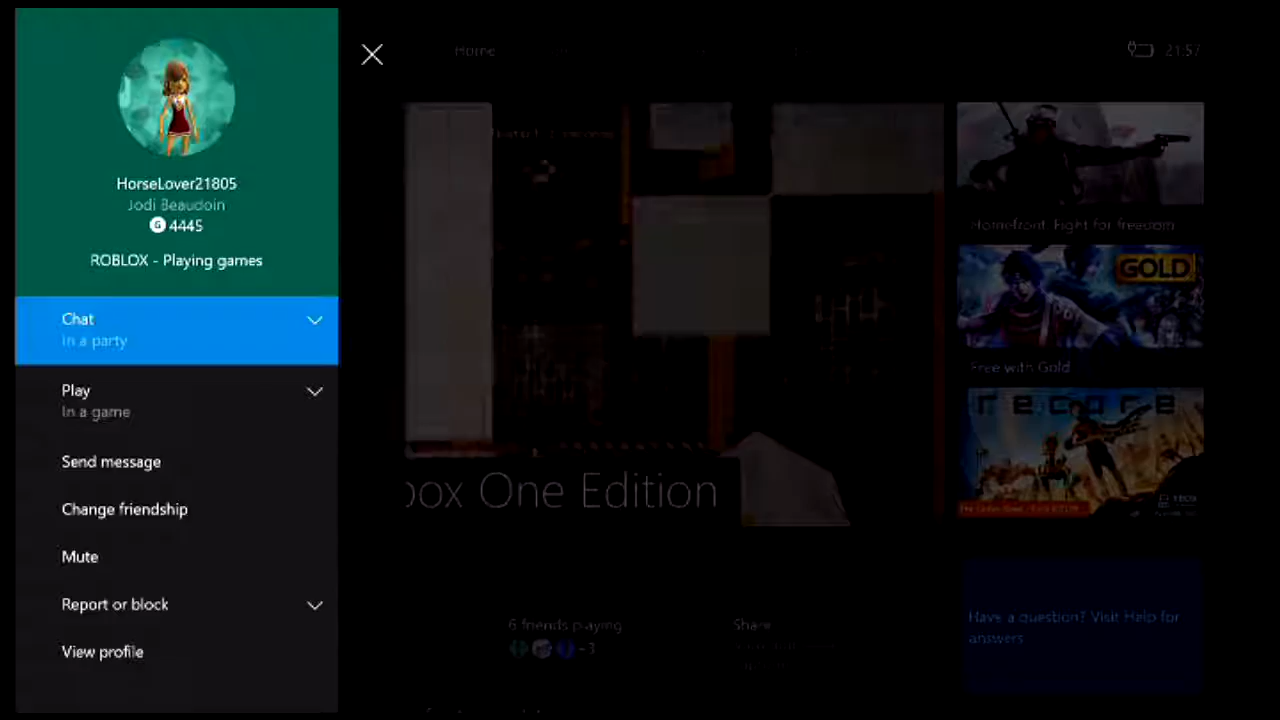 HorseLover21805
Jodi Beaudoin
G 4445
ROBLOX - Playing games
Chat
In a party
Play
In a game
Send message
Change friendship
Mute
Report or block
View profile
Home
21:57
box One Edition
Homefront: Fight for freedom
GOLD
Free with Gold
recore
XBOX
6 friends playing
Share
Have a question? Visit Help for
answers